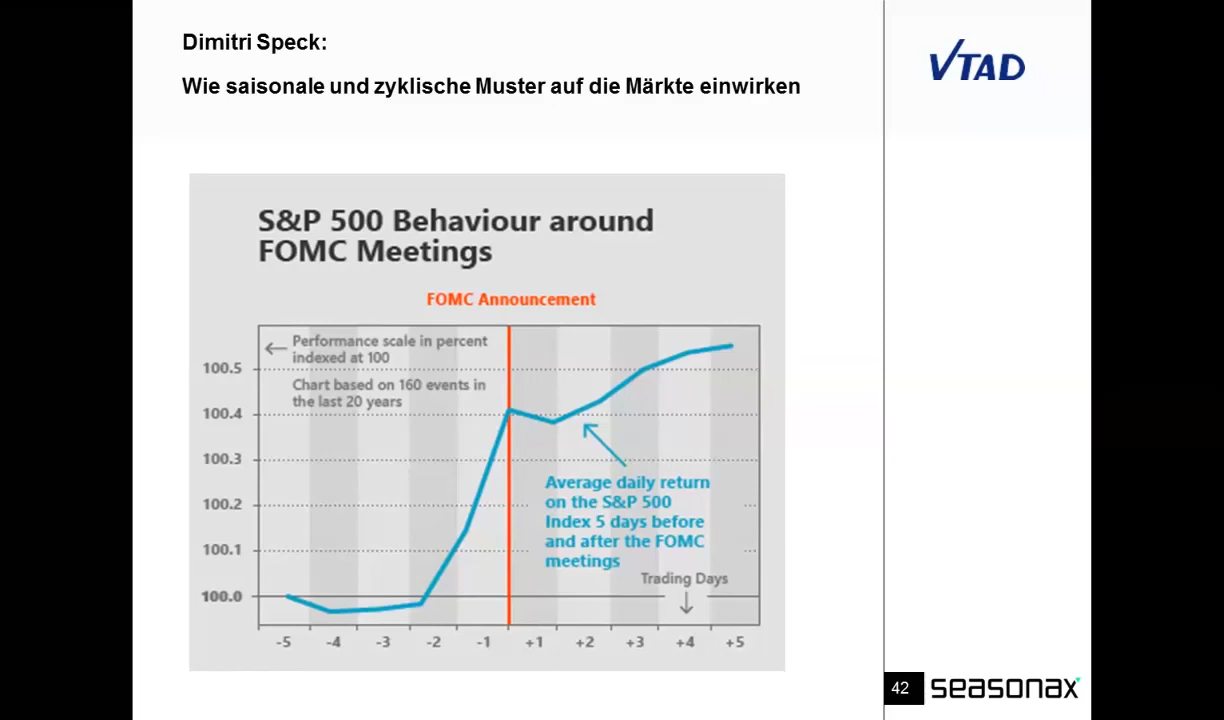 Dimitri Speck:
Wie saisonale und zyklische Muster auf die Märkte einwirken
VTAD
S&P 500 Behaviour around
FOMC Meetings
FOMC Announcement
Performance scale in percent
indexed at 100
Chart based on 160 events in
the last 20 years
100.5
100.4
100.3
100.2
100.1
100.0
Average daily return
on the S&P 500
Index 5 days before
and after the FOMC
meetings
Trading Days
-5 -4 -3 -2 -1 +1 +2 +3 +4 +5
42 seasonax